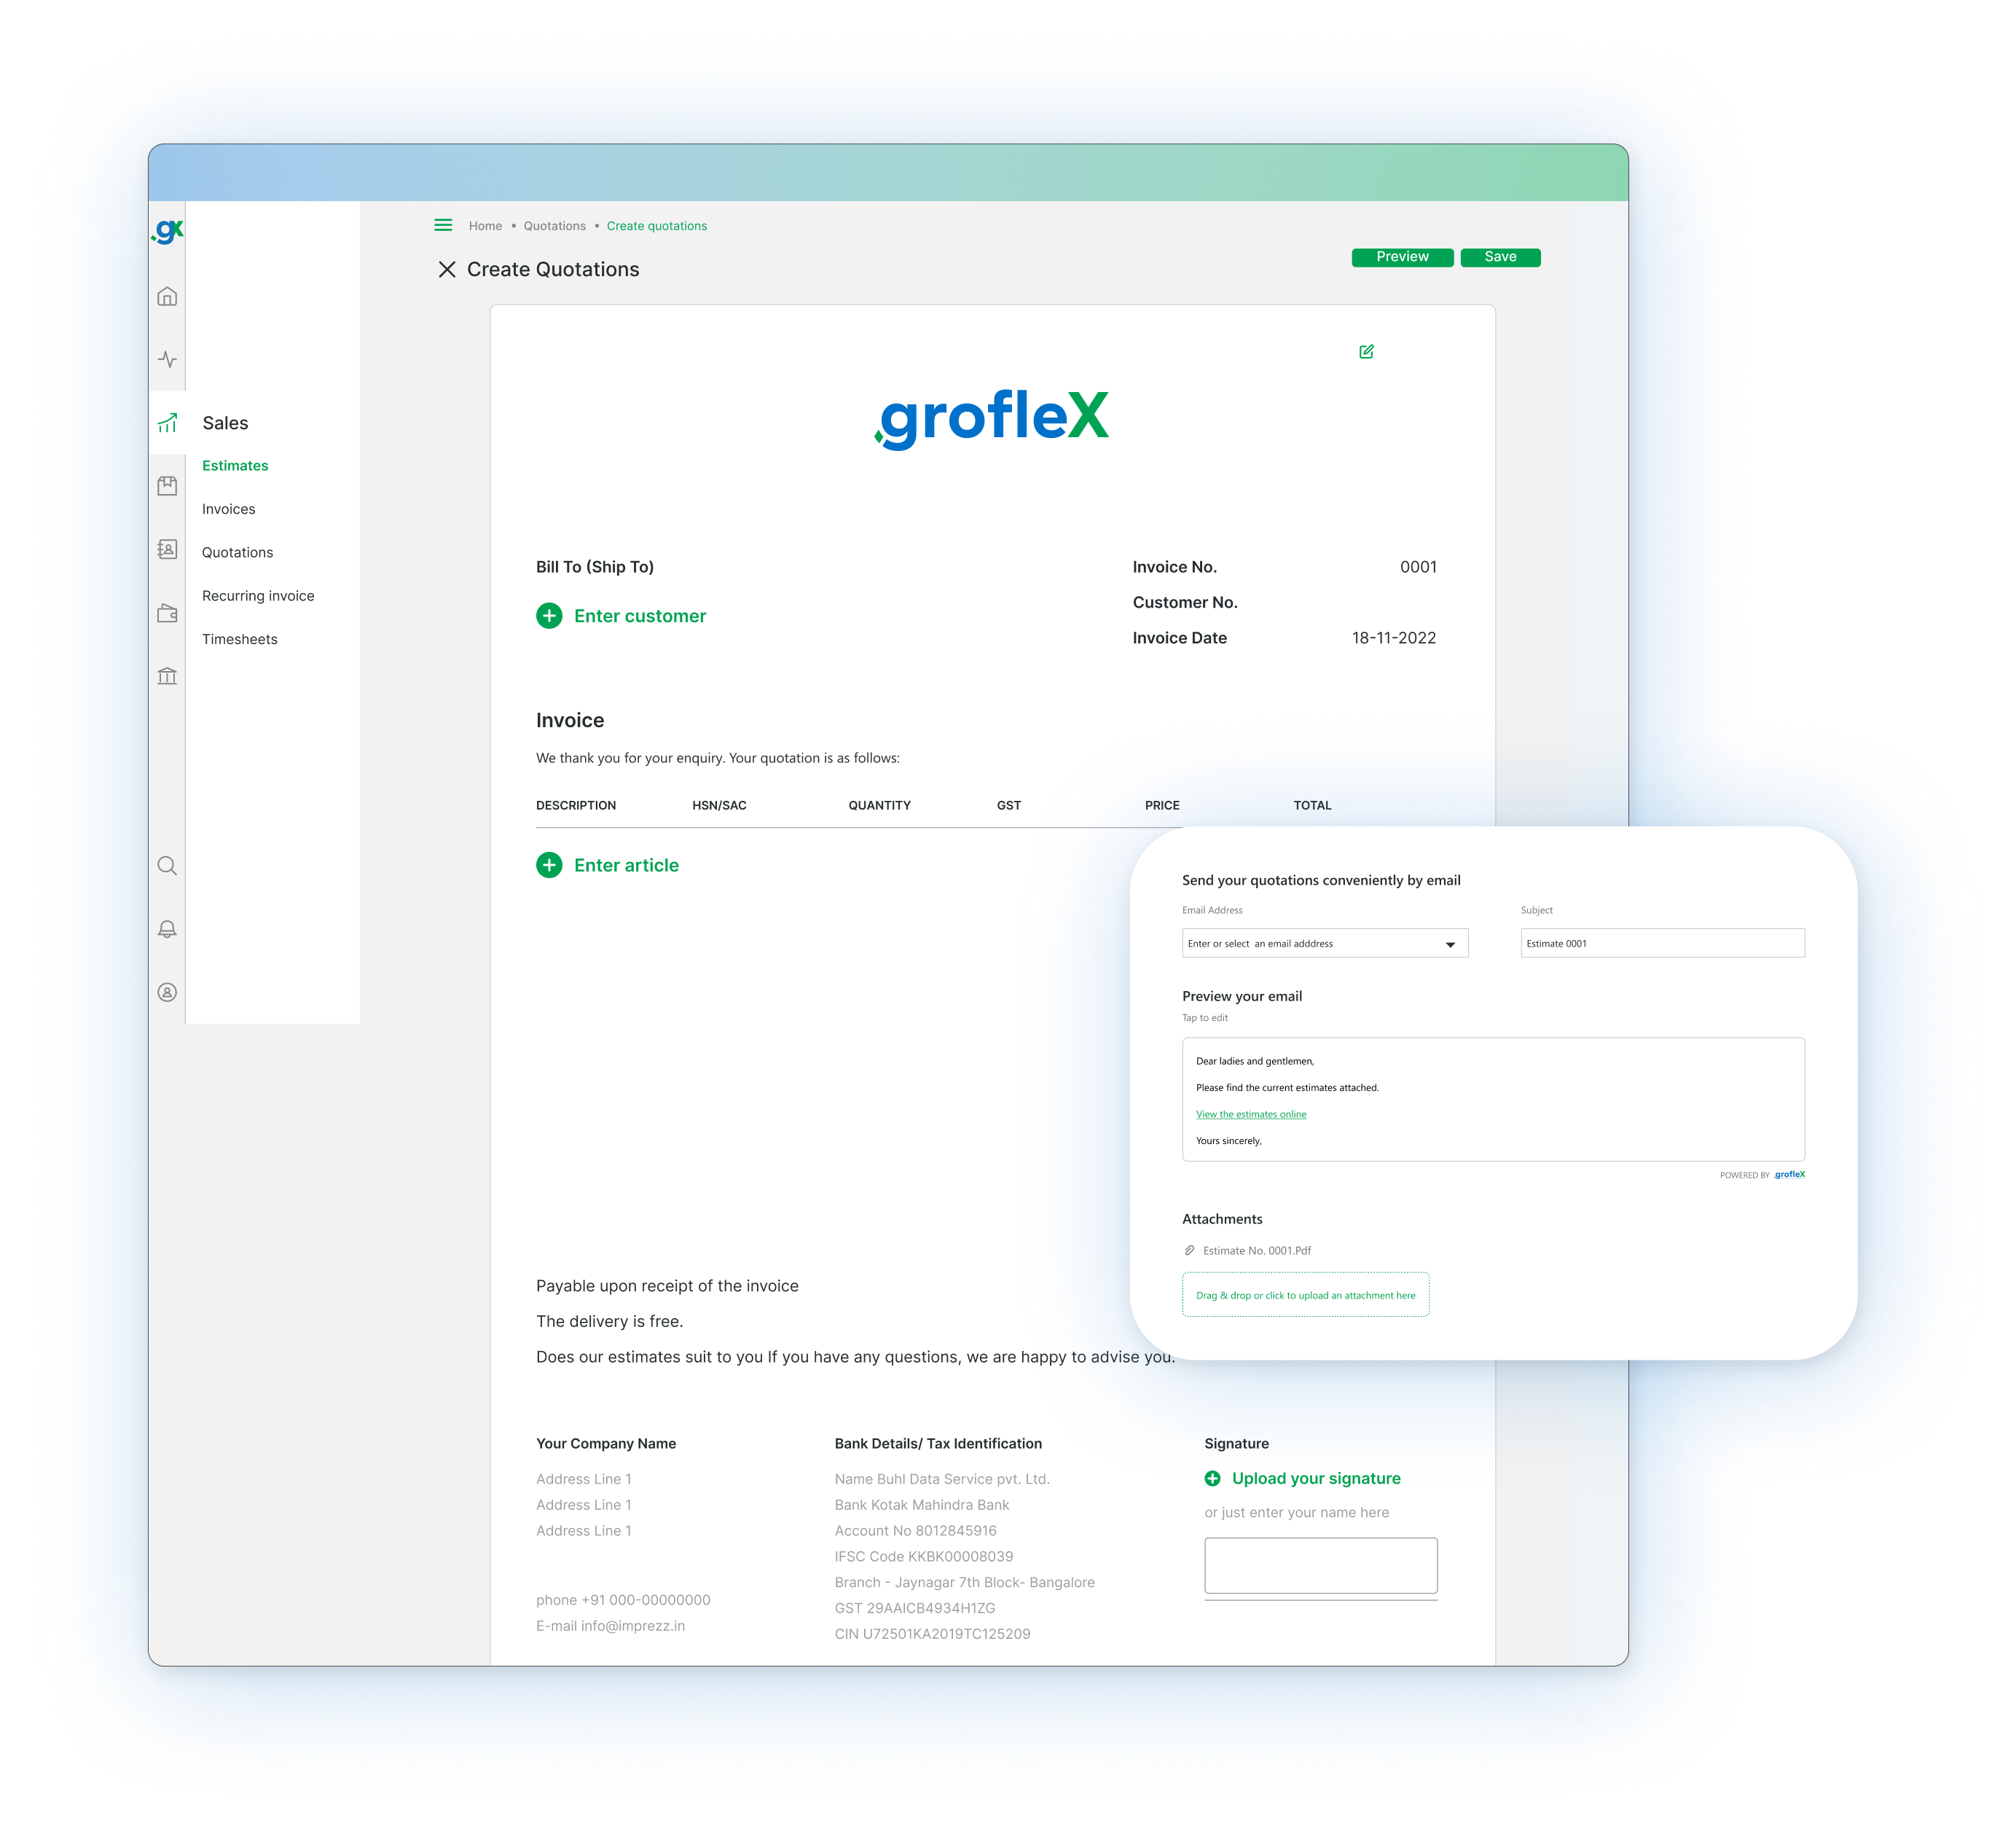 .gx
Home • Quotations • Create quotations
Create Quotations
Preview
Save
Sales
Estimates
Invoices
Quotations
Recurring invoice
Timesheets
.grofleX
Bill To (Ship To)
Enter customer
Invoice No. 0001
Customer No.
Invoice Date 18-11-2022
Invoice
We thank you for your enquiry. Your quotation is as follows:
DESCRIPTION HSN/SAC QUANTITY GST PRICE TOTAL
Enter article
Payable upon receipt of the invoice
The delivery is free.
Does our estimates suit to you If you have any questions, we are happy to advise you.
Your Company Name
Address Line 1
Address Line 1
Address Line 1
phone +91 000-00000000
E-mail info@imprezz.in
Bank Details/ Tax Identification
Name Buhl Data Service pvt. Ltd.
Bank Kotak Mahindra Bank
Account No 8012845916
IFSC Code KKBK00008039
Branch - Jaynagar 7th Block- Bangalore
GST 29AAICB4934H1ZG
CIN U72501KA2019TC125209
Signature
Upload your signature
or just enter your name here
Send your quotations conveniently by email
Email Address
Enter or select an email adddress
Subject
Estimate 0001
Preview your email
Tap to edit
Dear ladies and gentlemen,
Please find the current estimates attached.
View the estimates online
Yours sincerely,
POWERED BY .grofleX
Attachments
Estimate No. 0001.Pdf
Drag & drop or click to upload an attachment here